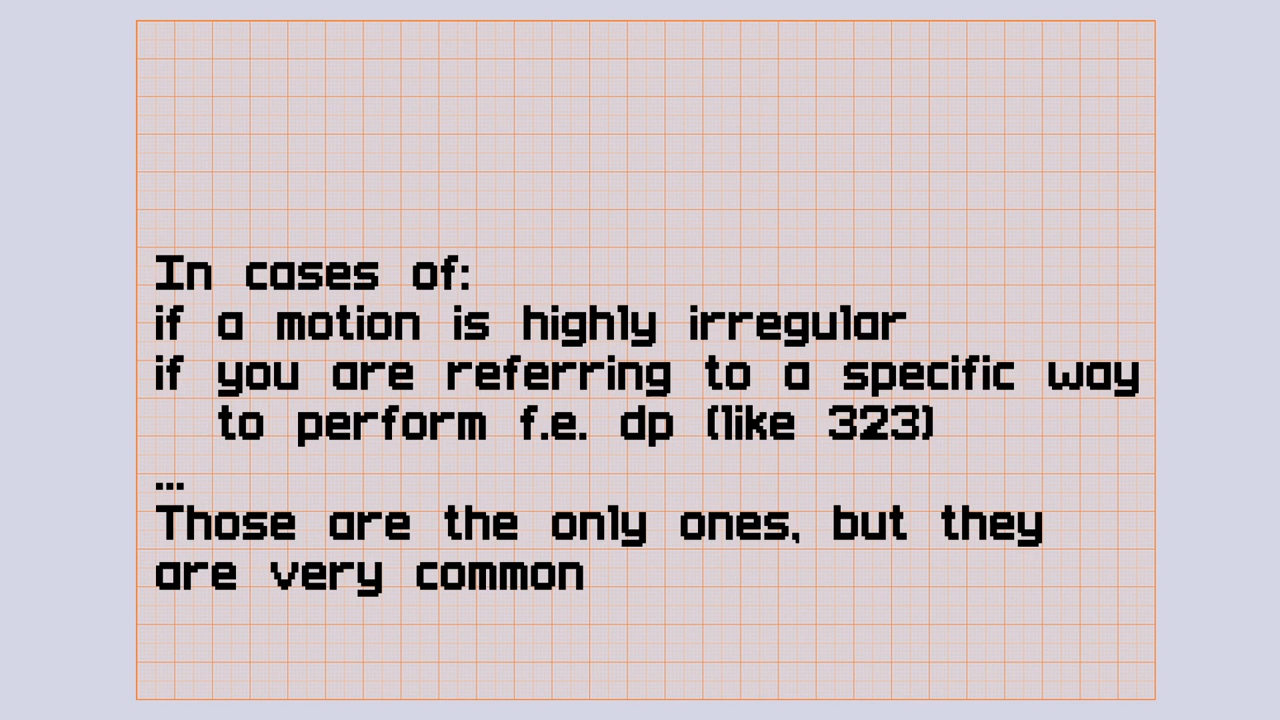 In cases of:
if a motion is highly irregular
if you are referring to a specific way
to perform f.e. dp (like 323)
...
Those are the only ones, but they
are very common